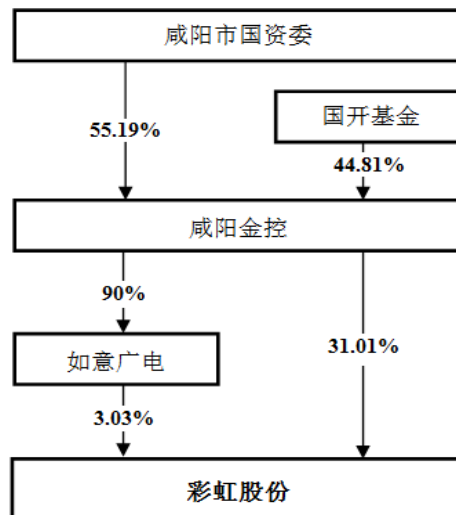 咸阳市国资委
国开基金
55.19%
44.81%
咸阳金控
90%
31.01%
如意广电
3.03%
彩虹股份